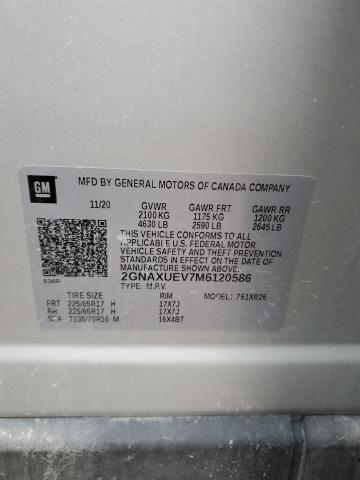 GM
MFD BY GENERAL MOTORS OF CANADA COMPANY
11/20 GVWR GAWR FRT GAWR RR
2100 KG 1175 KG 1200 KG
4630 LB 2590 LB 2645 LB
THIS VEHICLE CONFORMS TO ALL
APPLICABLE U.S. FEDERAL MOTOR
VEHICLE SAFETY AND THEFT
PREVENTION STANDARDS IN
EFFECT ON THE DATE OF
MANUFACTURE SHOWN ABOVE.
2GNAXUEV7M6120586
TYPE: M.P.V. MODEL: 761XR26
TIRE SIZE RIM
FRT 225/65R17 H 17X7J
RR 225/65R17 H 17X7J
SPA T135/70R16 M 16X4BT